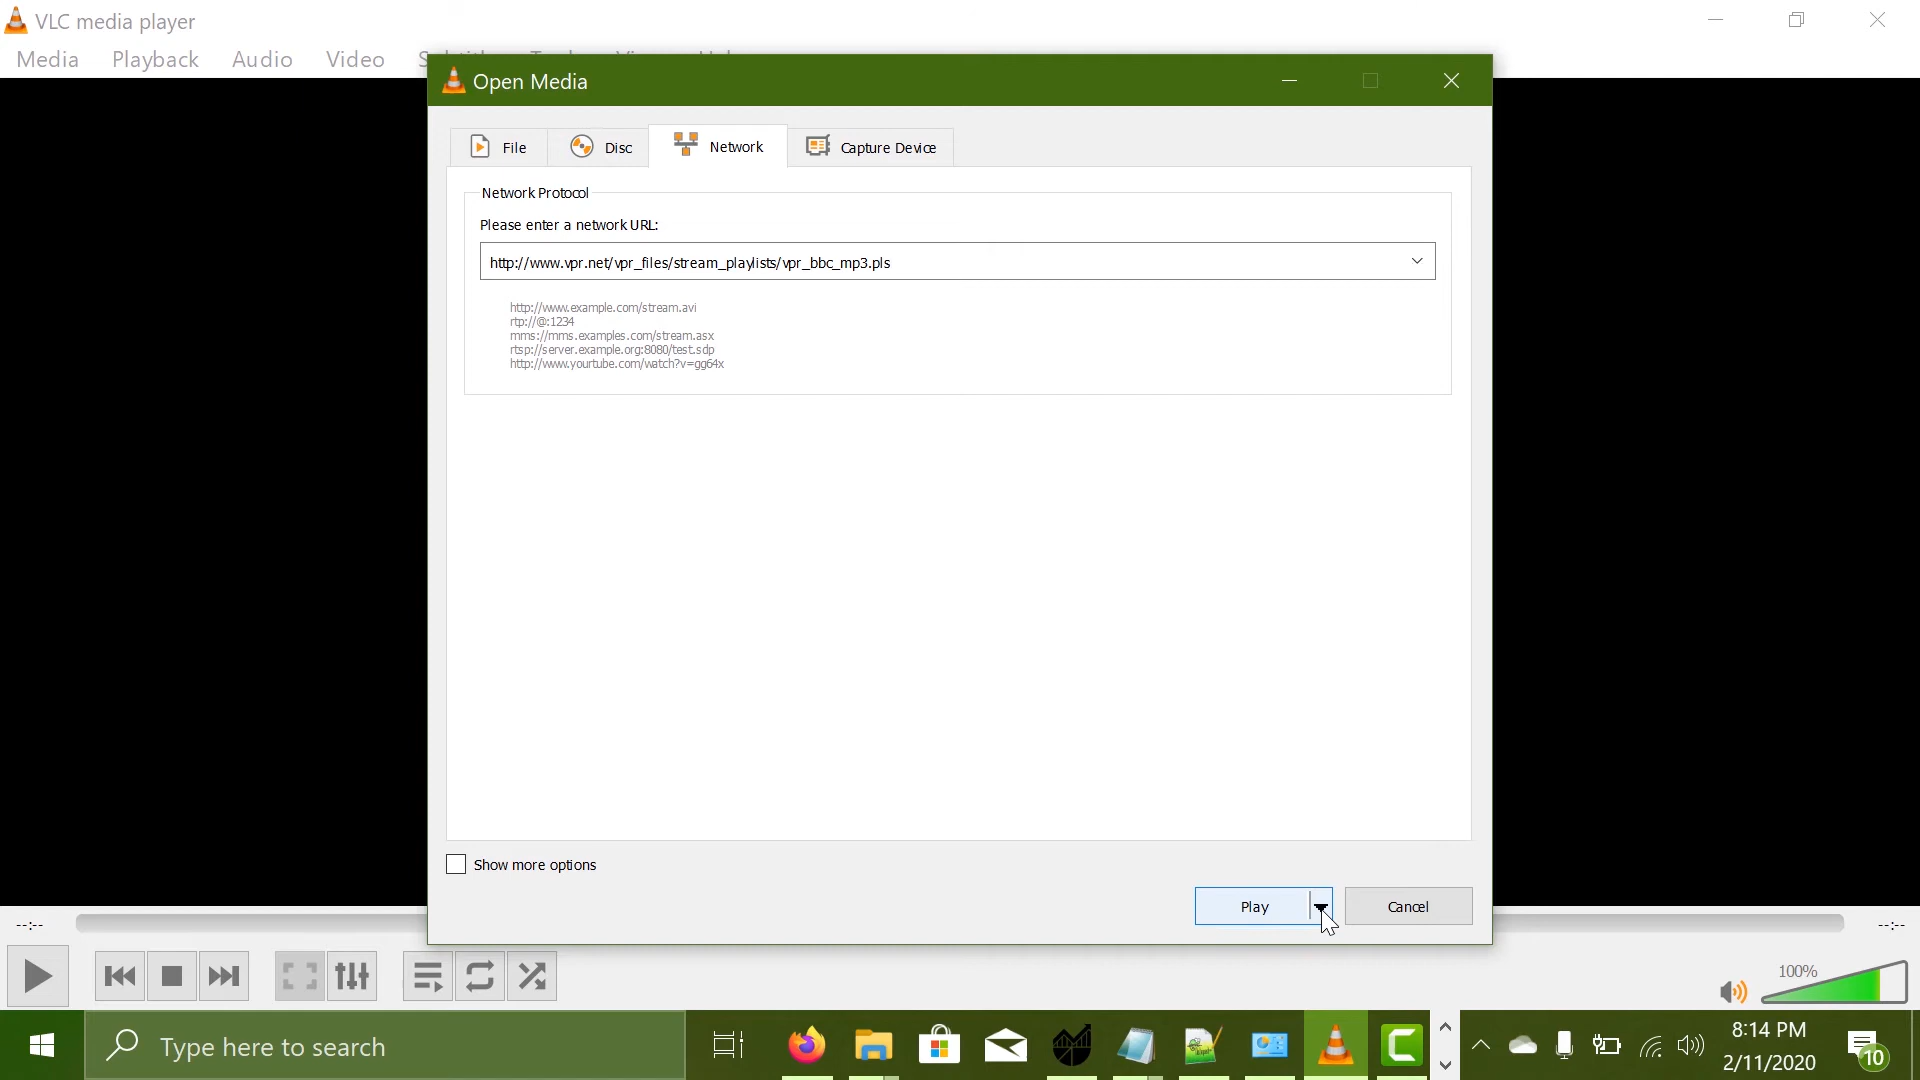 VLC media player
Media Playback Audio Video
Open Media
File Disc Network Capture Device
Network Protocol
Please enter a network URL:
http://www.vpr.net/vpr_files/stream_playlists/vpr_bbc_mp3.pls
http://www.example.com/stream.avi
rtp://@:1234
mms://mms.examples.com/stream.asx
rtsp://server.example.org:8080/test.sdp
http://www.yourtube.com/watch?v=gg64x
Show more options
Play Cancel
--:-- --:--
100%
Type here to search
8:14 PM
2/11/2020
10